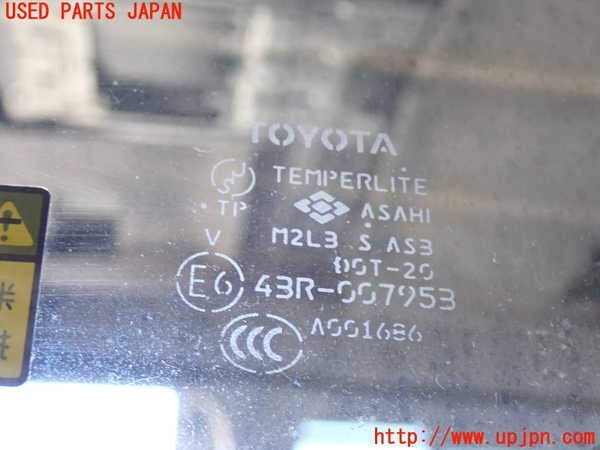 USED PARTS JAPAN
TOYOTA
TEMPERLITE
TP ASAHI
V M2L3 S AS3
DOT-20
E6 43R-007953
CCC A001686
(C) http://www.upjpn.com